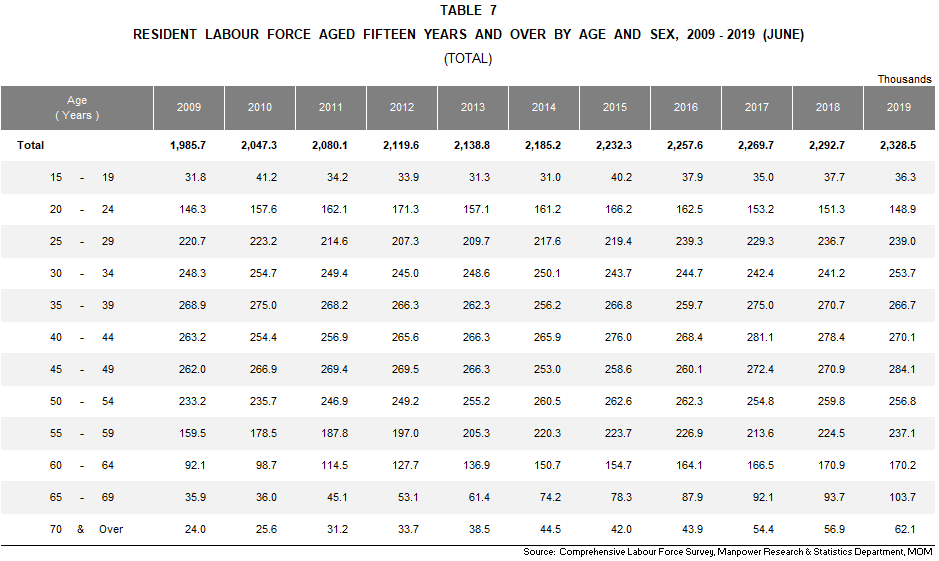 TABLE 7
RESIDENT LABOUR FORCE AGED FIFTEEN YEARS AND OVER BY AGE AND SEX, 2009 - 2019 (JUNE)
(TOTAL)
Thousands
Age
( Years ) 2009 2010 2011 2012 2013 2014 2015 2016 2017 2018 2019
Total 1,985.7 2,047.3 2,080.1 2,119.6 2,138.8 2,185.2 2,232.3 2,257.6 2,269.7 2,292.7 2,328.5
15 - 19 31.8 41.2 34.2 33.9 31.3 31.0 40.2 37.9 35.0 37.7 36.3
20 - 24 146.3 157.6 162.1 171.3 157.1 161.2 166.2 162.5 153.2 151.3 148.9
25 - 29 220.7 223.2 214.6 207.3 209.7 217.6 219.4 239.3 229.3 236.7 239.0
30 - 34 248.3 254.7 249.4 245.0 248.6 250.1 243.7 244.7 242.4 241.2 253.7
35 - 39 268.9 275.0 268.2 266.3 262.3 256.2 266.8 259.7 275.0 270.7 266.7
40 - 44 263.2 254.4 256.9 265.6 266.3 265.9 276.0 268.4 281.1 278.4 270.1
45 - 49 262.0 266.9 269.4 269.5 266.3 253.0 258.6 260.1 272.4 270.9 284.1
50 - 54 233.2 235.7 246.9 249.2 255.2 260.5 262.6 262.3 254.8 259.8 256.8
55 - 59 159.5 178.5 187.8 197.0 205.3 220.3 223.7 226.9 213.6 224.5 237.1
60 - 64 92.1 98.7 114.5 127.7 136.9 150.7 154.7 164.1 166.5 170.9 170.2
65 - 69 35.9 36.0 45.1 53.1 61.4 74.2 78.3 87.9 92.1 93.7 103.7
70 & Over 24.0 25.6 31.2 33.7 38.5 44.5 42.0 43.9 54.4 56.9 62.1
Source: Comprehensive Labour Force Survey, Manpower Research & Statistics Department, MOM